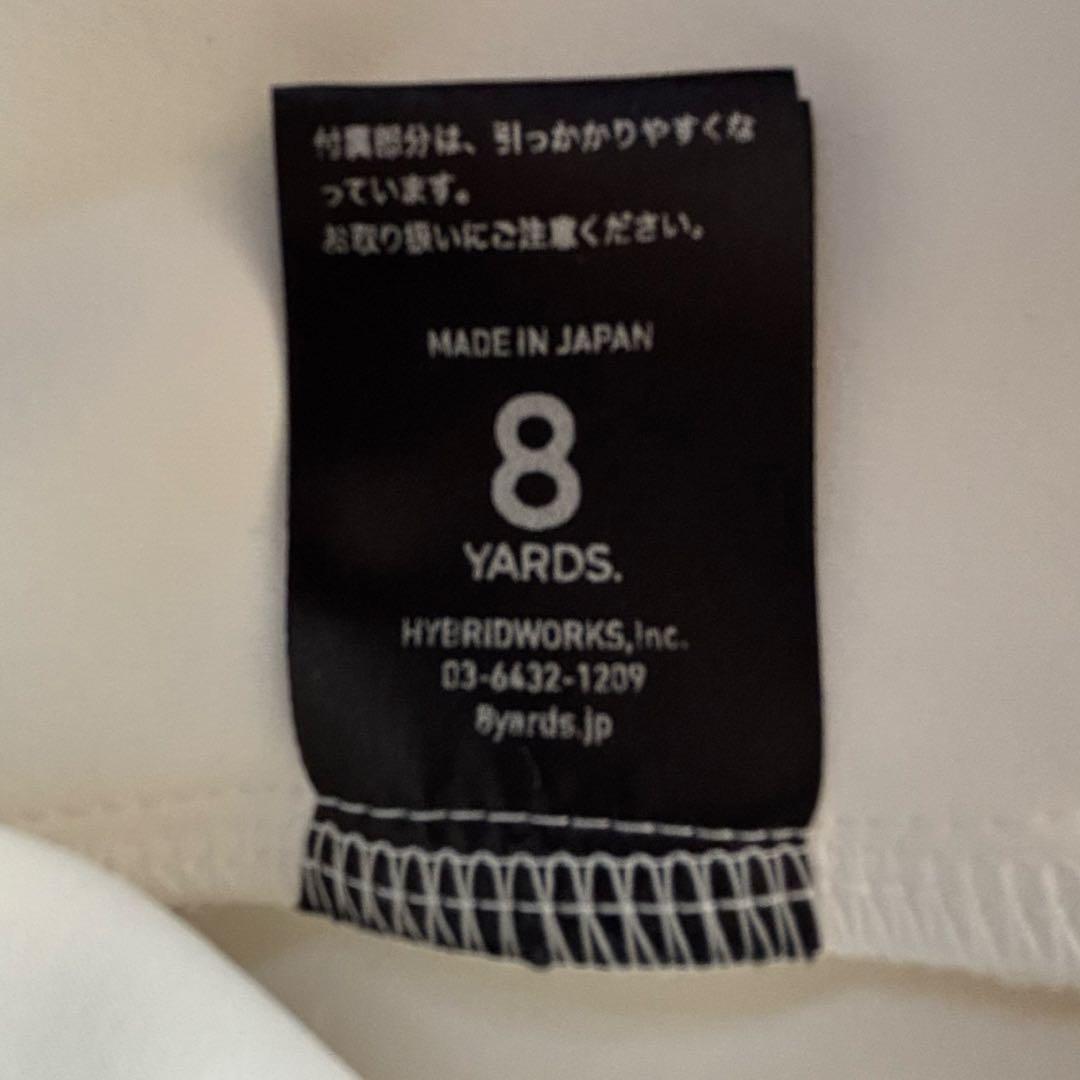 付属部分は、引っかかりやすくな
っています。
お取り扱いにご注意ください。
MADE IN JAPAN
8
YARDS.
HYBRIDWORKS,Inc.
03-6432-1209
8yards.jp